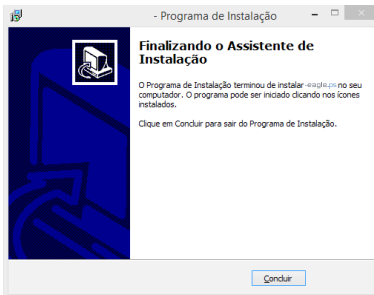 - Programa de Instalação
Finalizando o Assistente de
Instalação
O Programa de Instalação terminou de instalar -eagle.ps no seu
computador. O programa pode ser iniciado clicando nos ícones
instalados.
Clique em Concluir para sair do Programa de Instalação.
Concluir